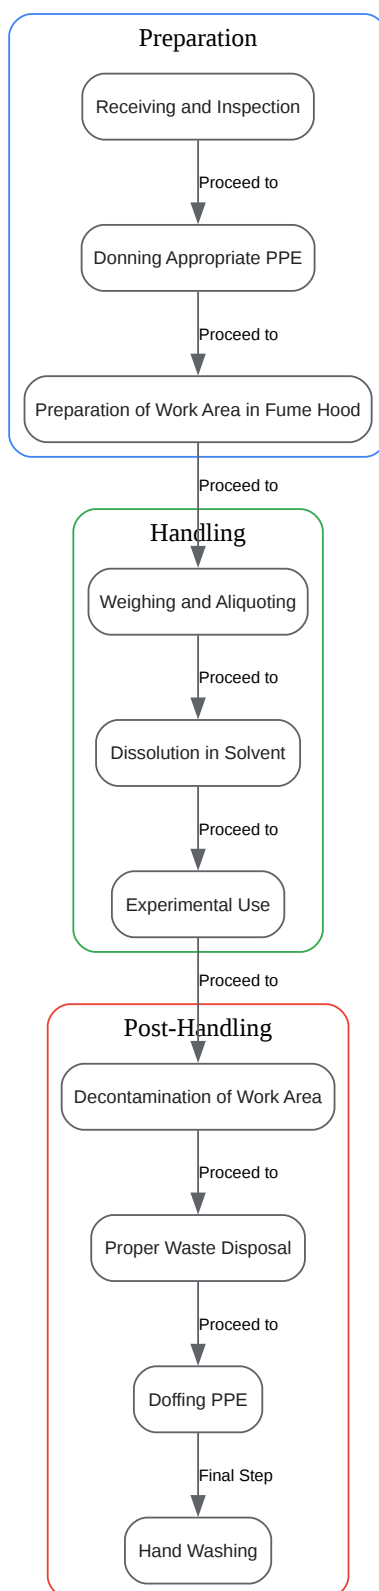 Preparation
Receiving and Inspection
Proceed to
Donning Appropriate PPE
Proceed to
Preparation of Work Area in Fume Hood
Proceed to
Handling
Weighing and Aliquoting
Proceed to
Dissolution in Solvent
Proceed to
Experimental Use
Proceed to
Post-Handling
Decontamination of Work Area
Proceed to
Proper Waste Disposal
Proceed to
Doffing PPE
Final Step
Hand Washing